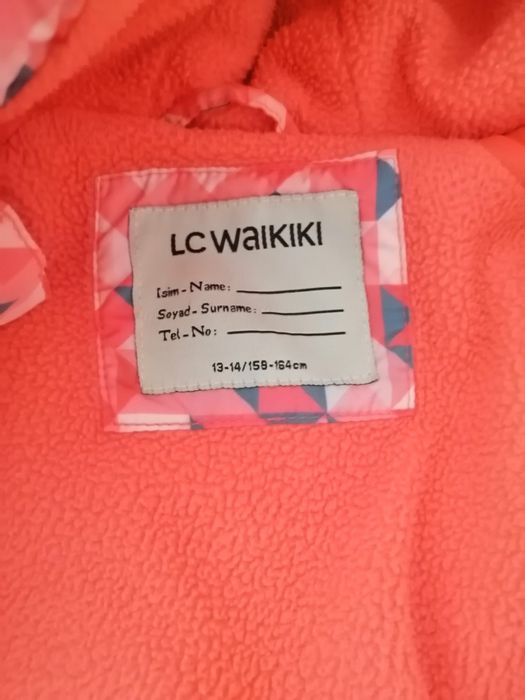 LC WAIKIKI
İsim-Name:
Soyad-Surname:
Tel-No:
13-14/158-164cm